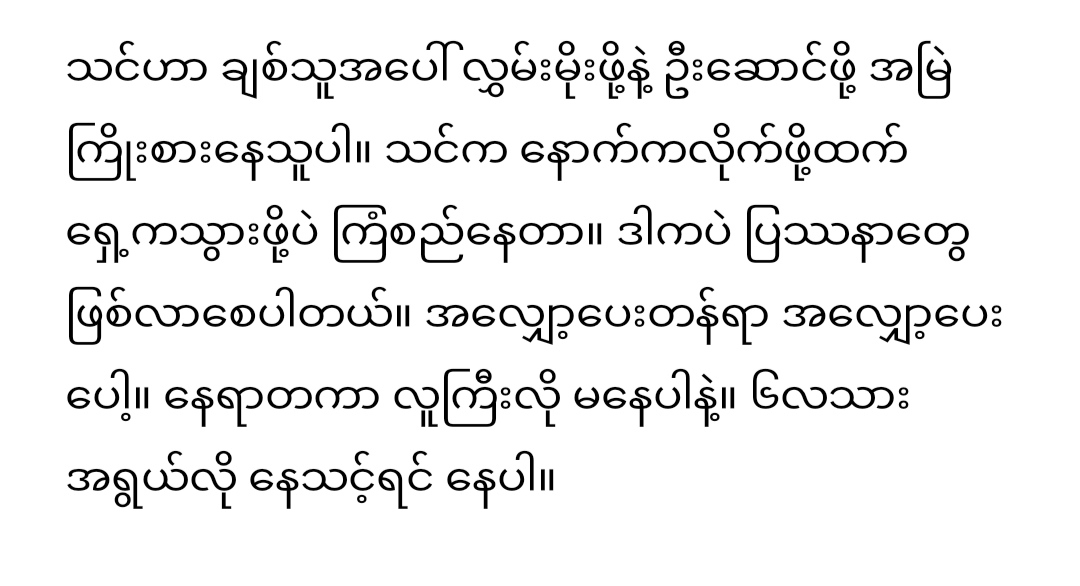 သင်ဟာ ချစ်သူအပေါ် လွှမ်းမိုးဖို့နဲ့ ဦးဆောင်ဖို့ အမြဲ
ကြိုးစားနေသူပါ။ သင်က နောက်ကလိုက်ဖို့ထက်
ရှေ့ကသွားဖို့ပဲ ကြံစည်နေတာ။ ဒါကပဲ ပြဿနာတွေ
ဖြစ်လာစေပါတယ်။ အလျှော့ပေးတန်ရာ အလျှော့ပေး
ပေါ့။ နေရာတကာ လူကြီးလို မနေပါနဲ့။ ၆လသား
အရွယ်လို နေသင့်ရင် နေပါ။